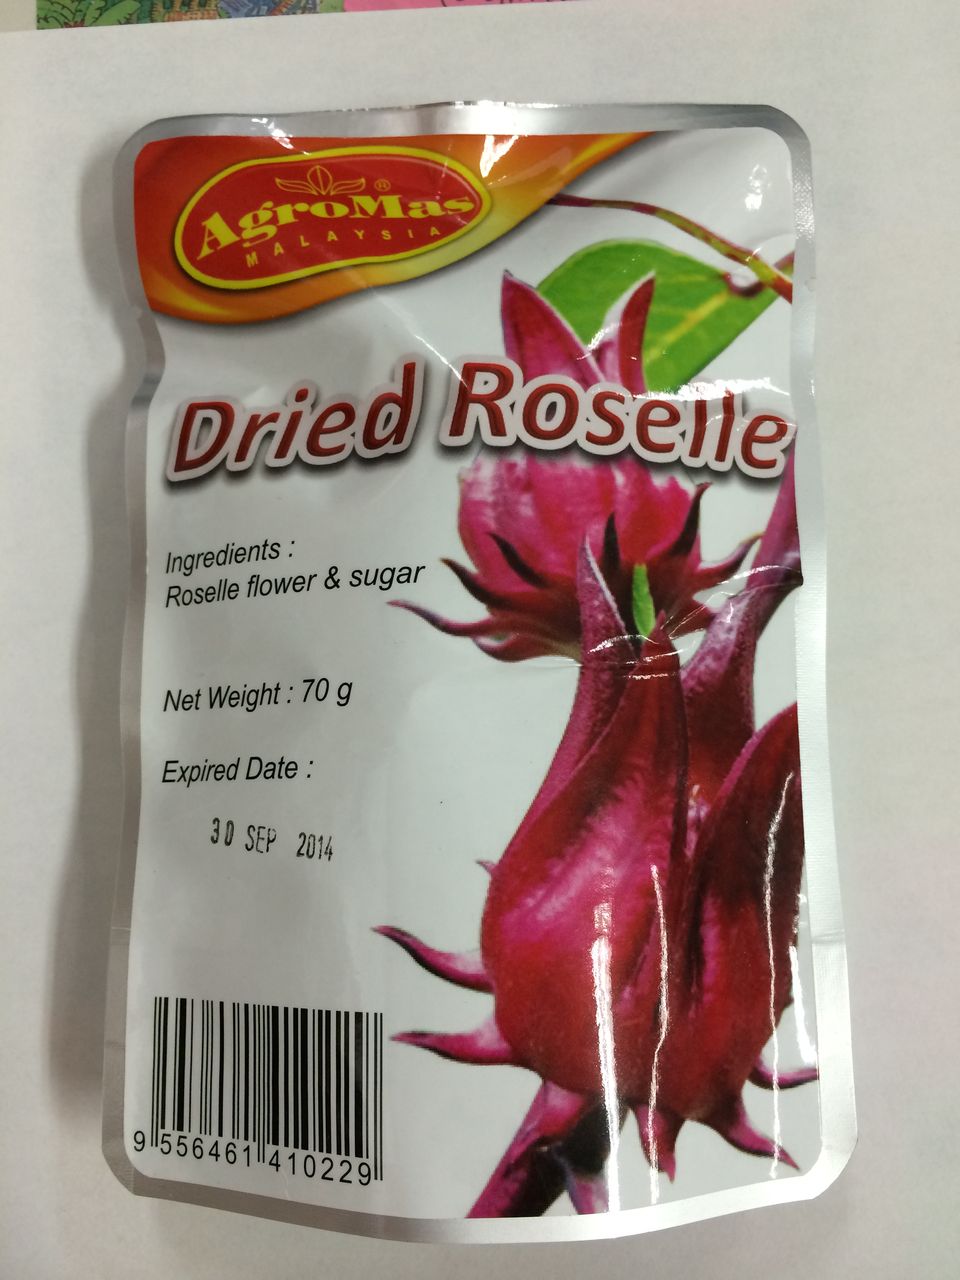 AgroMas®
MALAYSIA
Dried Roselle
Ingredients :
Roselle flower & sugar
Net Weight : 70 g
Expired Date :
30 SEP 2014
9 556461 410229